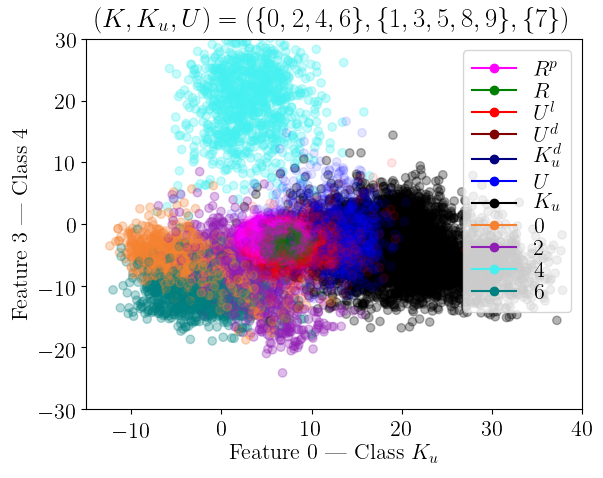 (K, K_u, U) = ({0, 2, 4, 6}, {1, 3, 5, 8, 9}, {7})
30
20
10
0
−10
−20
−30
Feature 3 — Class 4
R^p
R
U^l
U^d
K_u^d
U
K_u
0
2
4
6
−10 0 10 20 30 40
Feature 0 — Class K_u